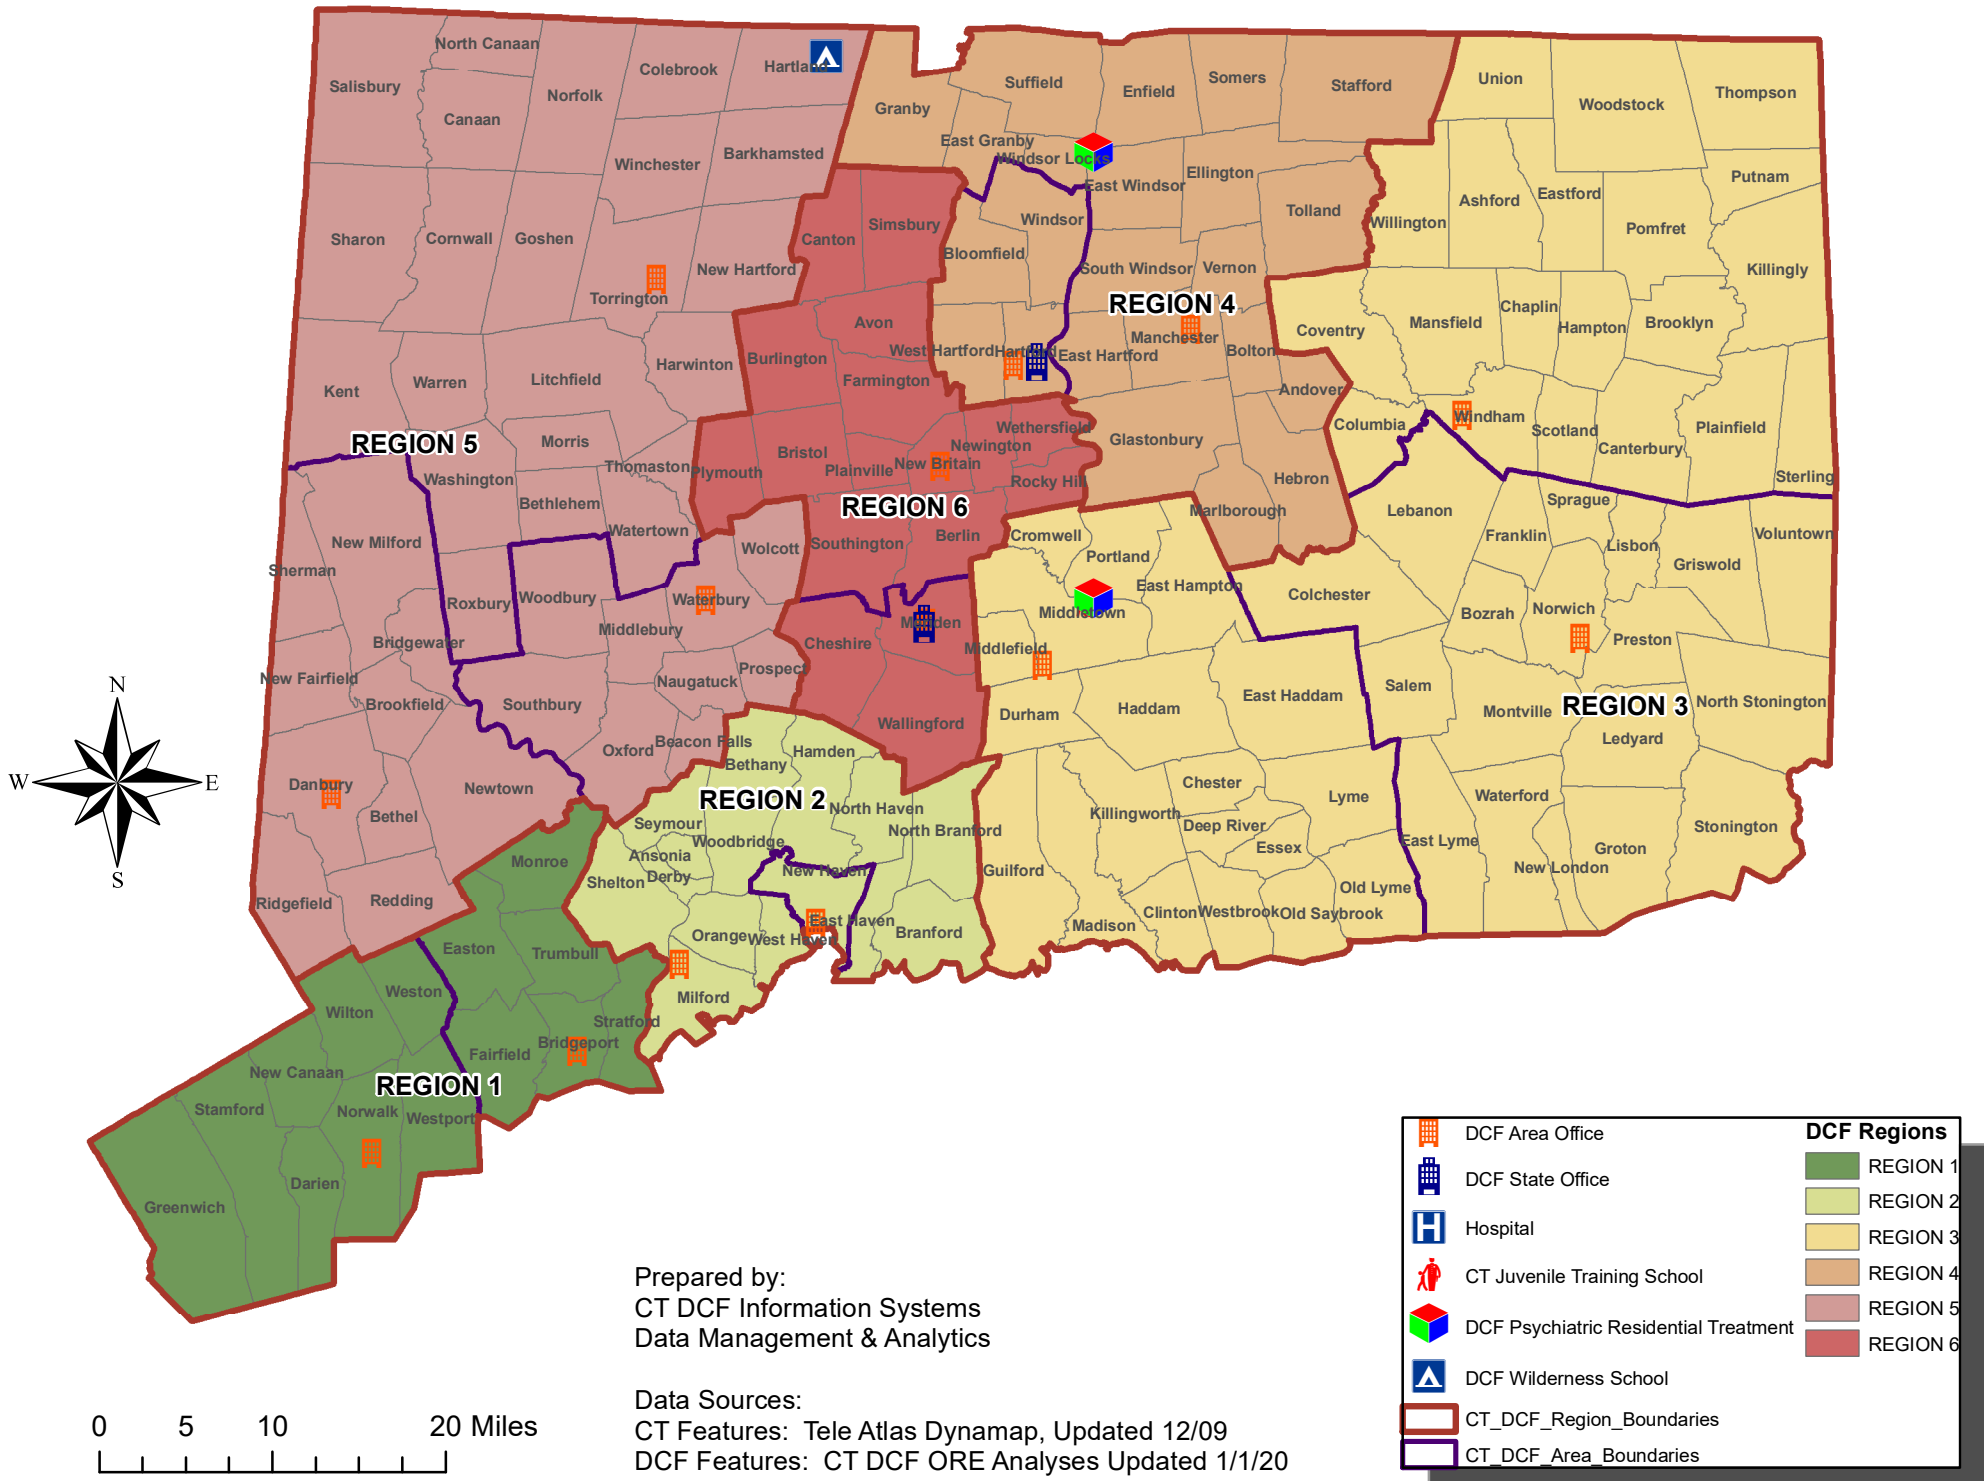 North Canaan
Colebrook
Hartland
Salisbury
Norfolk
Canaan
Suffield
Enfield
Somers
Stafford
Union
Woodstock
Thompson
Granby
East Granby
Windsor Locks
Winchester
Barkhamsted
East Windsor
Ellington
Tolland
Willington
Ashford
Eastford
Putnam
Pomfret
Killingly
Sharon
Cornwall
Goshen
New Hartford
Torrington
Canton
Simsbury
Windsor
Bloomfield
South Windsor
Vernon
REGION 4
Manchester
Bolton
Coventry
Mansfield
Chaplin
Hampton
Brooklyn
Avon
West Hartford
Hartford
East Hartford
Andover
Burlington
Farmington
Harwinton
Kent
Warren
Litchfield
REGION 5
Morris
Thomaston
Plymouth
Bristol
Plainville
New Britain
Newington
Wethersfield
Rocky Hill
Glastonbury
Hebron
Marlborough
Columbia
Windham
Scotland
Canterbury
Plainfield
Sterling
Washington
Bethlehem
Watertown
REGION 6
Wolcott
Southington
Berlin
Cromwell
Portland
East Hampton
Lebanon
Sprague
Franklin
Lisbon
Griswold
Voluntown
New Milford
Sherman
Roxbury
Woodbury
Waterbury
Middlebury
Bridgewater
Cheshire
Meriden
Middletown
Middlefield
Colchester
Bozrah
Norwich
Preston
New Fairfield
Brookfield
Southbury
Naugatuck
Prospect
Oxford
Beacon Falls
Wallingford
Durham
Haddam
East Haddam
Salem
Montville
REGION 3
North Stonington
Ledyard
Danbury
Bethel
Newtown
Bethany
Hamden
REGION 2
North Haven
North Branford
Seymour
Woodbridge
Ansonia
Derby
Shelton
New Haven
East Haven
Orange
West Haven
Branford
Milford
Guilford
Killingworth
Chester
Deep River
Essex
Lyme
Madison
Clinton
Westbrook
Old Saybrook
Old Lyme
East Lyme
Waterford
New London
Groton
Stonington
Ridgefield
Redding
Monroe
Easton
Trumbull
Weston
Wilton
Stratford
Bridgeport
Fairfield
New Canaan
REGION 1
Stamford
Norwalk
Westport
Darien
Greenwich
N
W
E
S
DCF Area Office
DCF State Office
Hospital
CT Juvenile Training School
DCF Psychiatric Residential Treatment
DCF Wilderness School
CT_DCF_Region_Boundaries
CT_DCF_Area_Boundaries
DCF Regions
REGION 1
REGION 2
REGION 3
REGION 4
REGION 5
REGION 6
Prepared by:
CT DCF Information Systems
Data Management & Analytics
Data Sources:
CT Features: Tele Atlas Dynamap, Updated 12/09
DCF Features: CT DCF ORE Analyses Updated 1/1/20
0 5 10 20 Miles